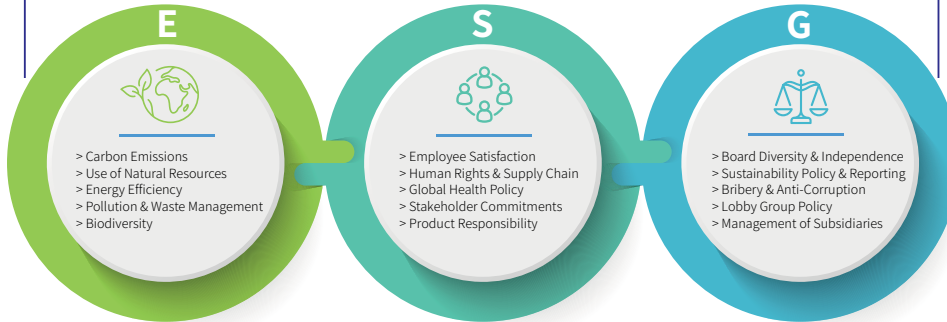 E
> Carbon Emissions
> Use of Natural Resources
> Energy Efficiency
> Pollution & Waste Management
> Biodiversity
S
> Employee Satisfaction
> Human Rights & Supply Chain
> Global Health Policy
> Stakeholder Commitments
> Product Responsibility
G
> Board Diversity & Independence
> Sustainability Policy & Reporting
> Bribery & Anti-Corruption
> Lobby Group Policy
> Management of Subsidiaries